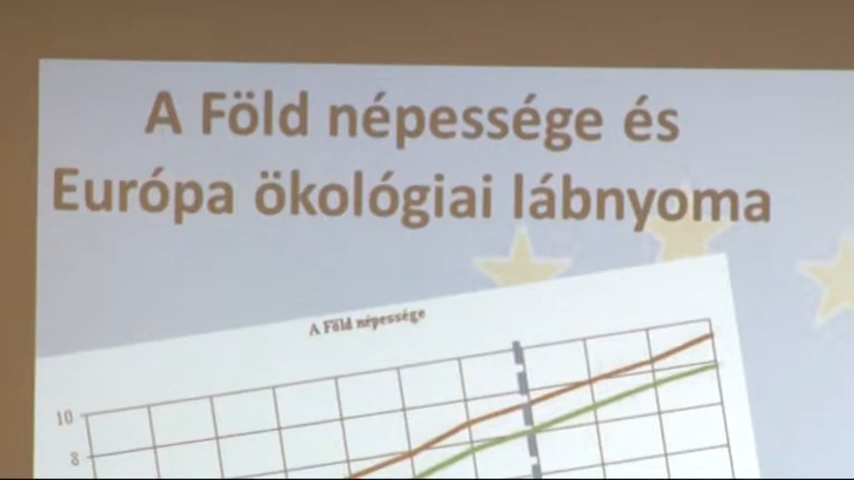 A Föld népessége és
Európa ökológiai lábnyoma
A Föld népessége
10
8